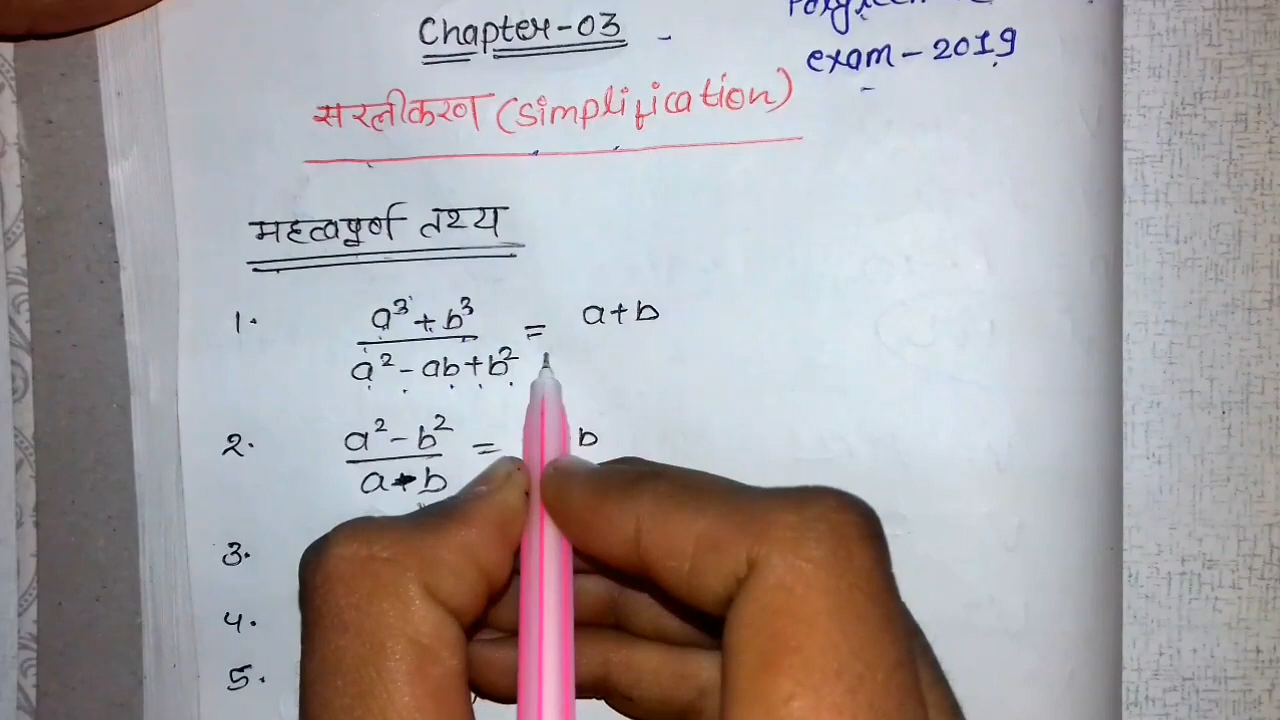 Chapter-03
exam-2019
सरलीकरण (simplification)
महत्वपूर्ण तथ्य
1. a³+b³ / a²-ab+b² = a+b
2. a²-b² / a-b = b
3.
4.
5.